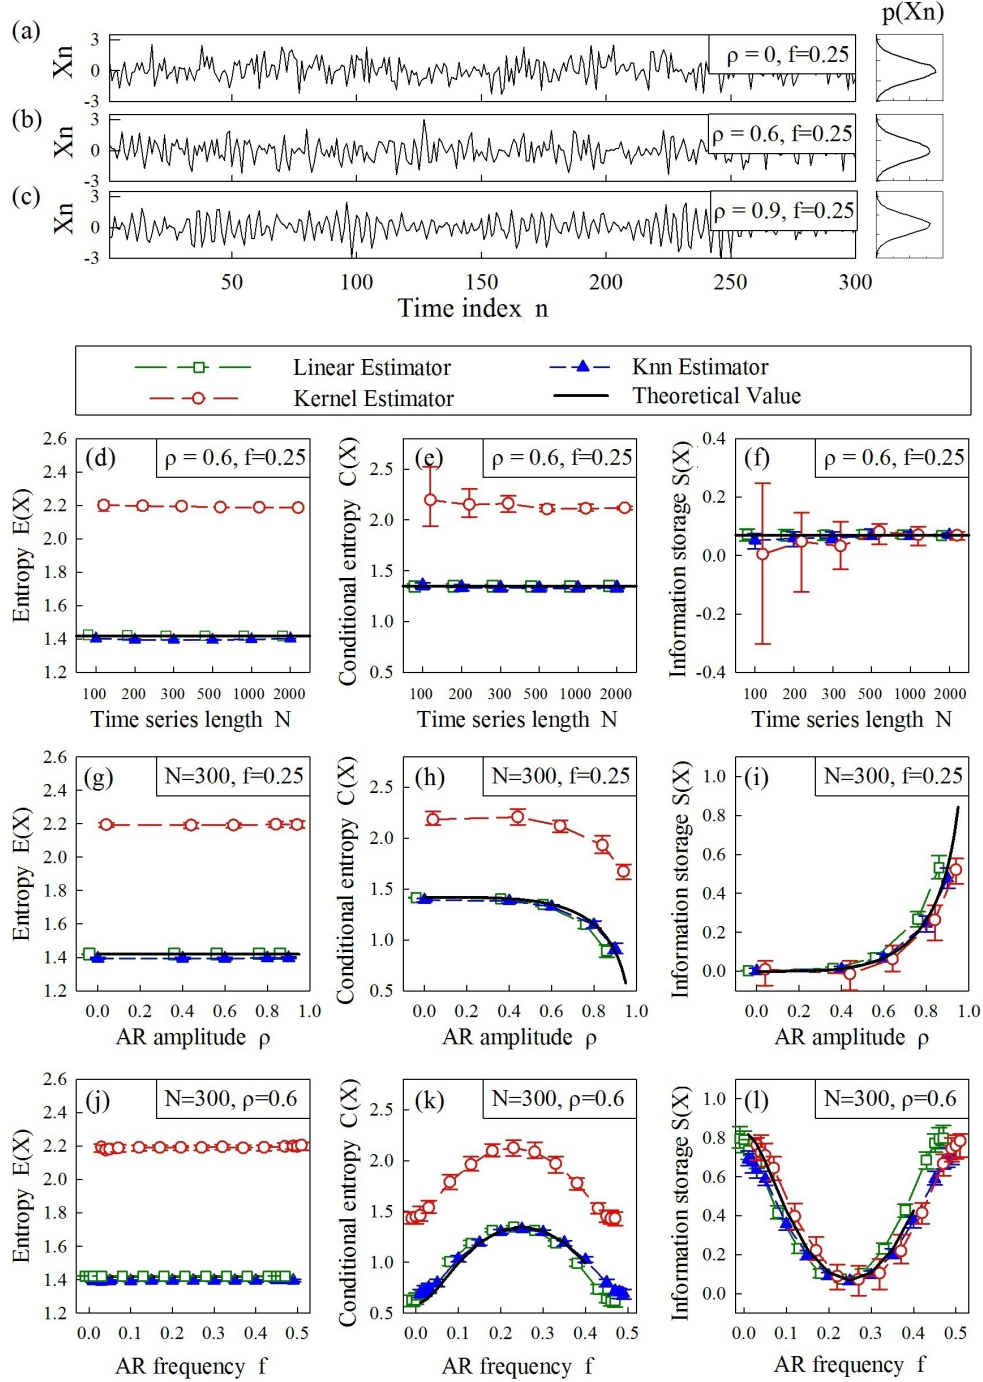 p(Xn)
(a)
Xn
3
0
-3
ρ = 0, f=0.25
(b)
Xn
3
0
-3
ρ = 0.6, f=0.25
(c)
Xn
3
0
-3
ρ = 0.9, f=0.25
50 100 150 200 250 300
Time index n
Linear Estimator
Knn Estimator
Kernel Estimator
Theoretical Value
(d)
ρ = 0.6, f=0.25
Entropy E(X)
2.6
2.4
2.2
2.0
1.8
1.6
1.4
1.2
100 200 300 500 1000 2000
Time series length N
(e)
ρ = 0.6, f=0.25
Conditional entropy C(X)
2.5
2.0
1.5
1.0
0.5
100 200 300 500 1000 2000
Time series length N
(f)
ρ = 0.6, f=0.25
Information storage S(X)
0.4
0.2
0.0
-0.2
-0.4
100 200 300 500 1000 2000
Time series length N
(g)
N=300, f=0.25
Entropy E(X)
2.6
2.4
2.2
2.0
1.8
1.6
1.4
1.2
0.0 0.2 0.4 0.6 0.8 1.0
AR amplitude ρ
(h)
N=300, f=0.25
Conditional entropy C(X)
2.5
2.0
1.5
1.0
0.5
0.0 0.2 0.4 0.6 0.8 1.0
AR amplitude ρ
(i)
N=300, f=0.25
Information storage S(X)
1.0
0.8
0.6
0.4
0.2
0.0
0.0 0.2 0.4 0.6 0.8 1.0
AR amplitude ρ
(j)
N=300, ρ=0.6
Entropy E(X)
2.6
2.4
2.2
2.0
1.8
1.6
1.4
1.2
0.0 0.1 0.2 0.3 0.4 0.5
AR frequency f
(k)
N=300, ρ=0.6
Conditional entropy C(X)
2.5
2.0
1.5
1.0
0.5
0.0 0.1 0.2 0.3 0.4 0.5
AR frequency f
(l)
N=300, ρ=0.6
Information storage S(X)
1.0
0.8
0.6
0.4
0.2
0.0
0.0 0.1 0.2 0.3 0.4 0.5
AR frequency f